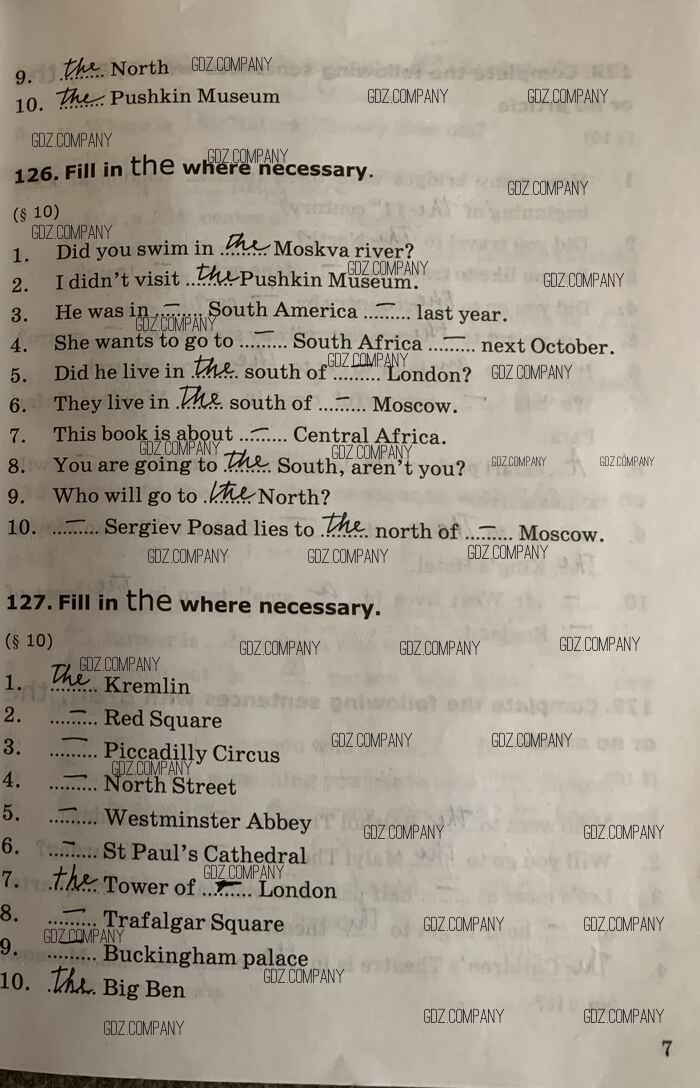 9. the North GDZ.COMPANY
10. the Pushkin Museum GDZ.COMPANY GDZ.COMPANY
GDZ.COMPANY
126. Fill in the where necessary. GDZ.COMPANY
GDZ.COMPANY
(§ 10)
GDZ.COMPANY
1. Did you swim in the Moskva river?
2. I didn't visit the Pushkin Museum. GDZ.COMPANY GDZ.COMPANY
3. He was in – South America – last year.
GDZ.COMPANY
4. She wants to go to – South Africa – next October.
GDZ.COMPANY
5. Did he live in the south of – London? GDZ.COMPANY
6. They live in the south of – Moscow.
7. This book is about – Central Africa.
GDZ.COMPANY GDZ.COMPANY
8. You are going to the South, aren't you? GDZ.COMPANY GDZ.COMPANY
9. Who will go to the North?
10. – Sergiev Posad lies to the north of – Moscow.
GDZ.COMPANY GDZ.COMPANY GDZ.COMPANY
127. Fill in the where necessary.
(§ 10) GDZ.COMPANY GDZ.COMPANY GDZ.COMPANY
GDZ.COMPANY
1. The Kremlin
2. – Red Square
3. – Piccadilly Circus GDZ.COMPANY GDZ.COMPANY
GDZ.COMPANY
4. – North Street
5. – Westminster Abbey GDZ.COMPANY GDZ.COMPANY
6. – St Paul's Cathedral
GDZ.COMPANY
7. the Tower of – London
8. – Trafalgar Square GDZ.COMPANY GDZ.COMPANY
GDZ.COMPANY
9. – Buckingham palace
GDZ.COMPANY
10. the Big Ben
GDZ.COMPANY GDZ.COMPANY GDZ.COMPANY
7